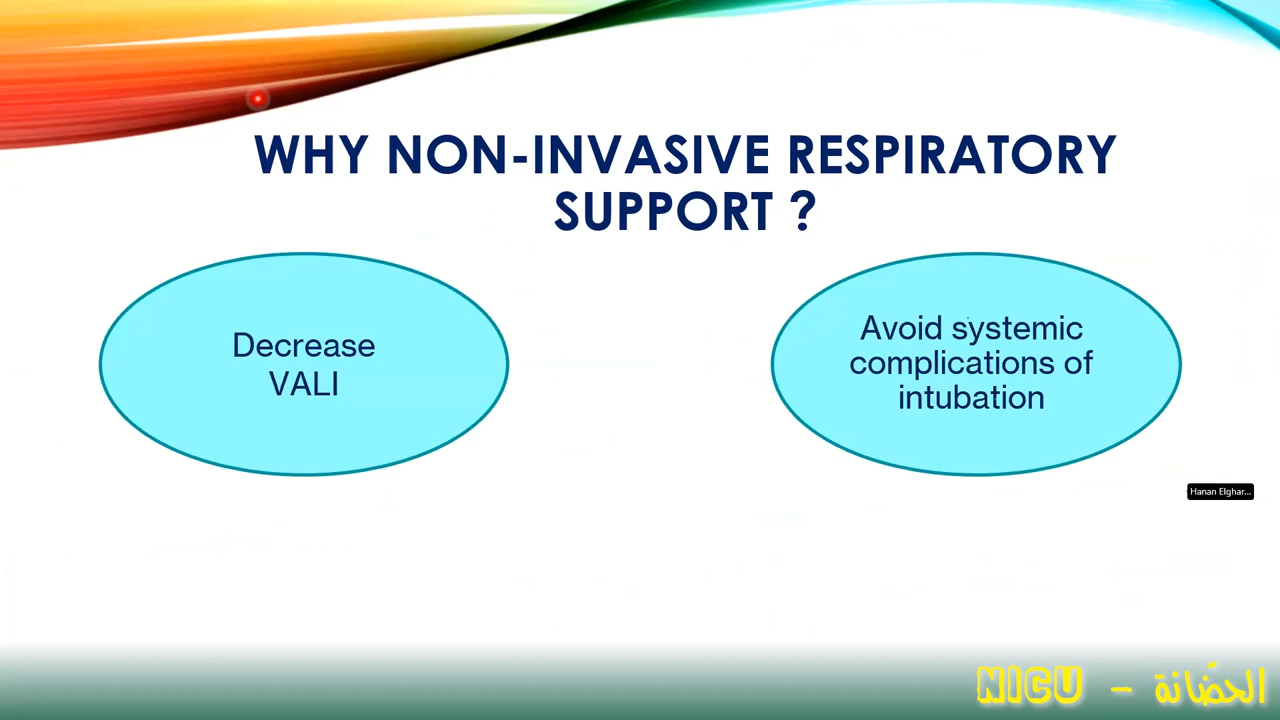 WHY NON-INVASIVE RESPIRATORY
SUPPORT ?
Decrease
VALI
Avoid systemic
complications of
intubation
Hanan Elghar...
NICU - الحضّانة